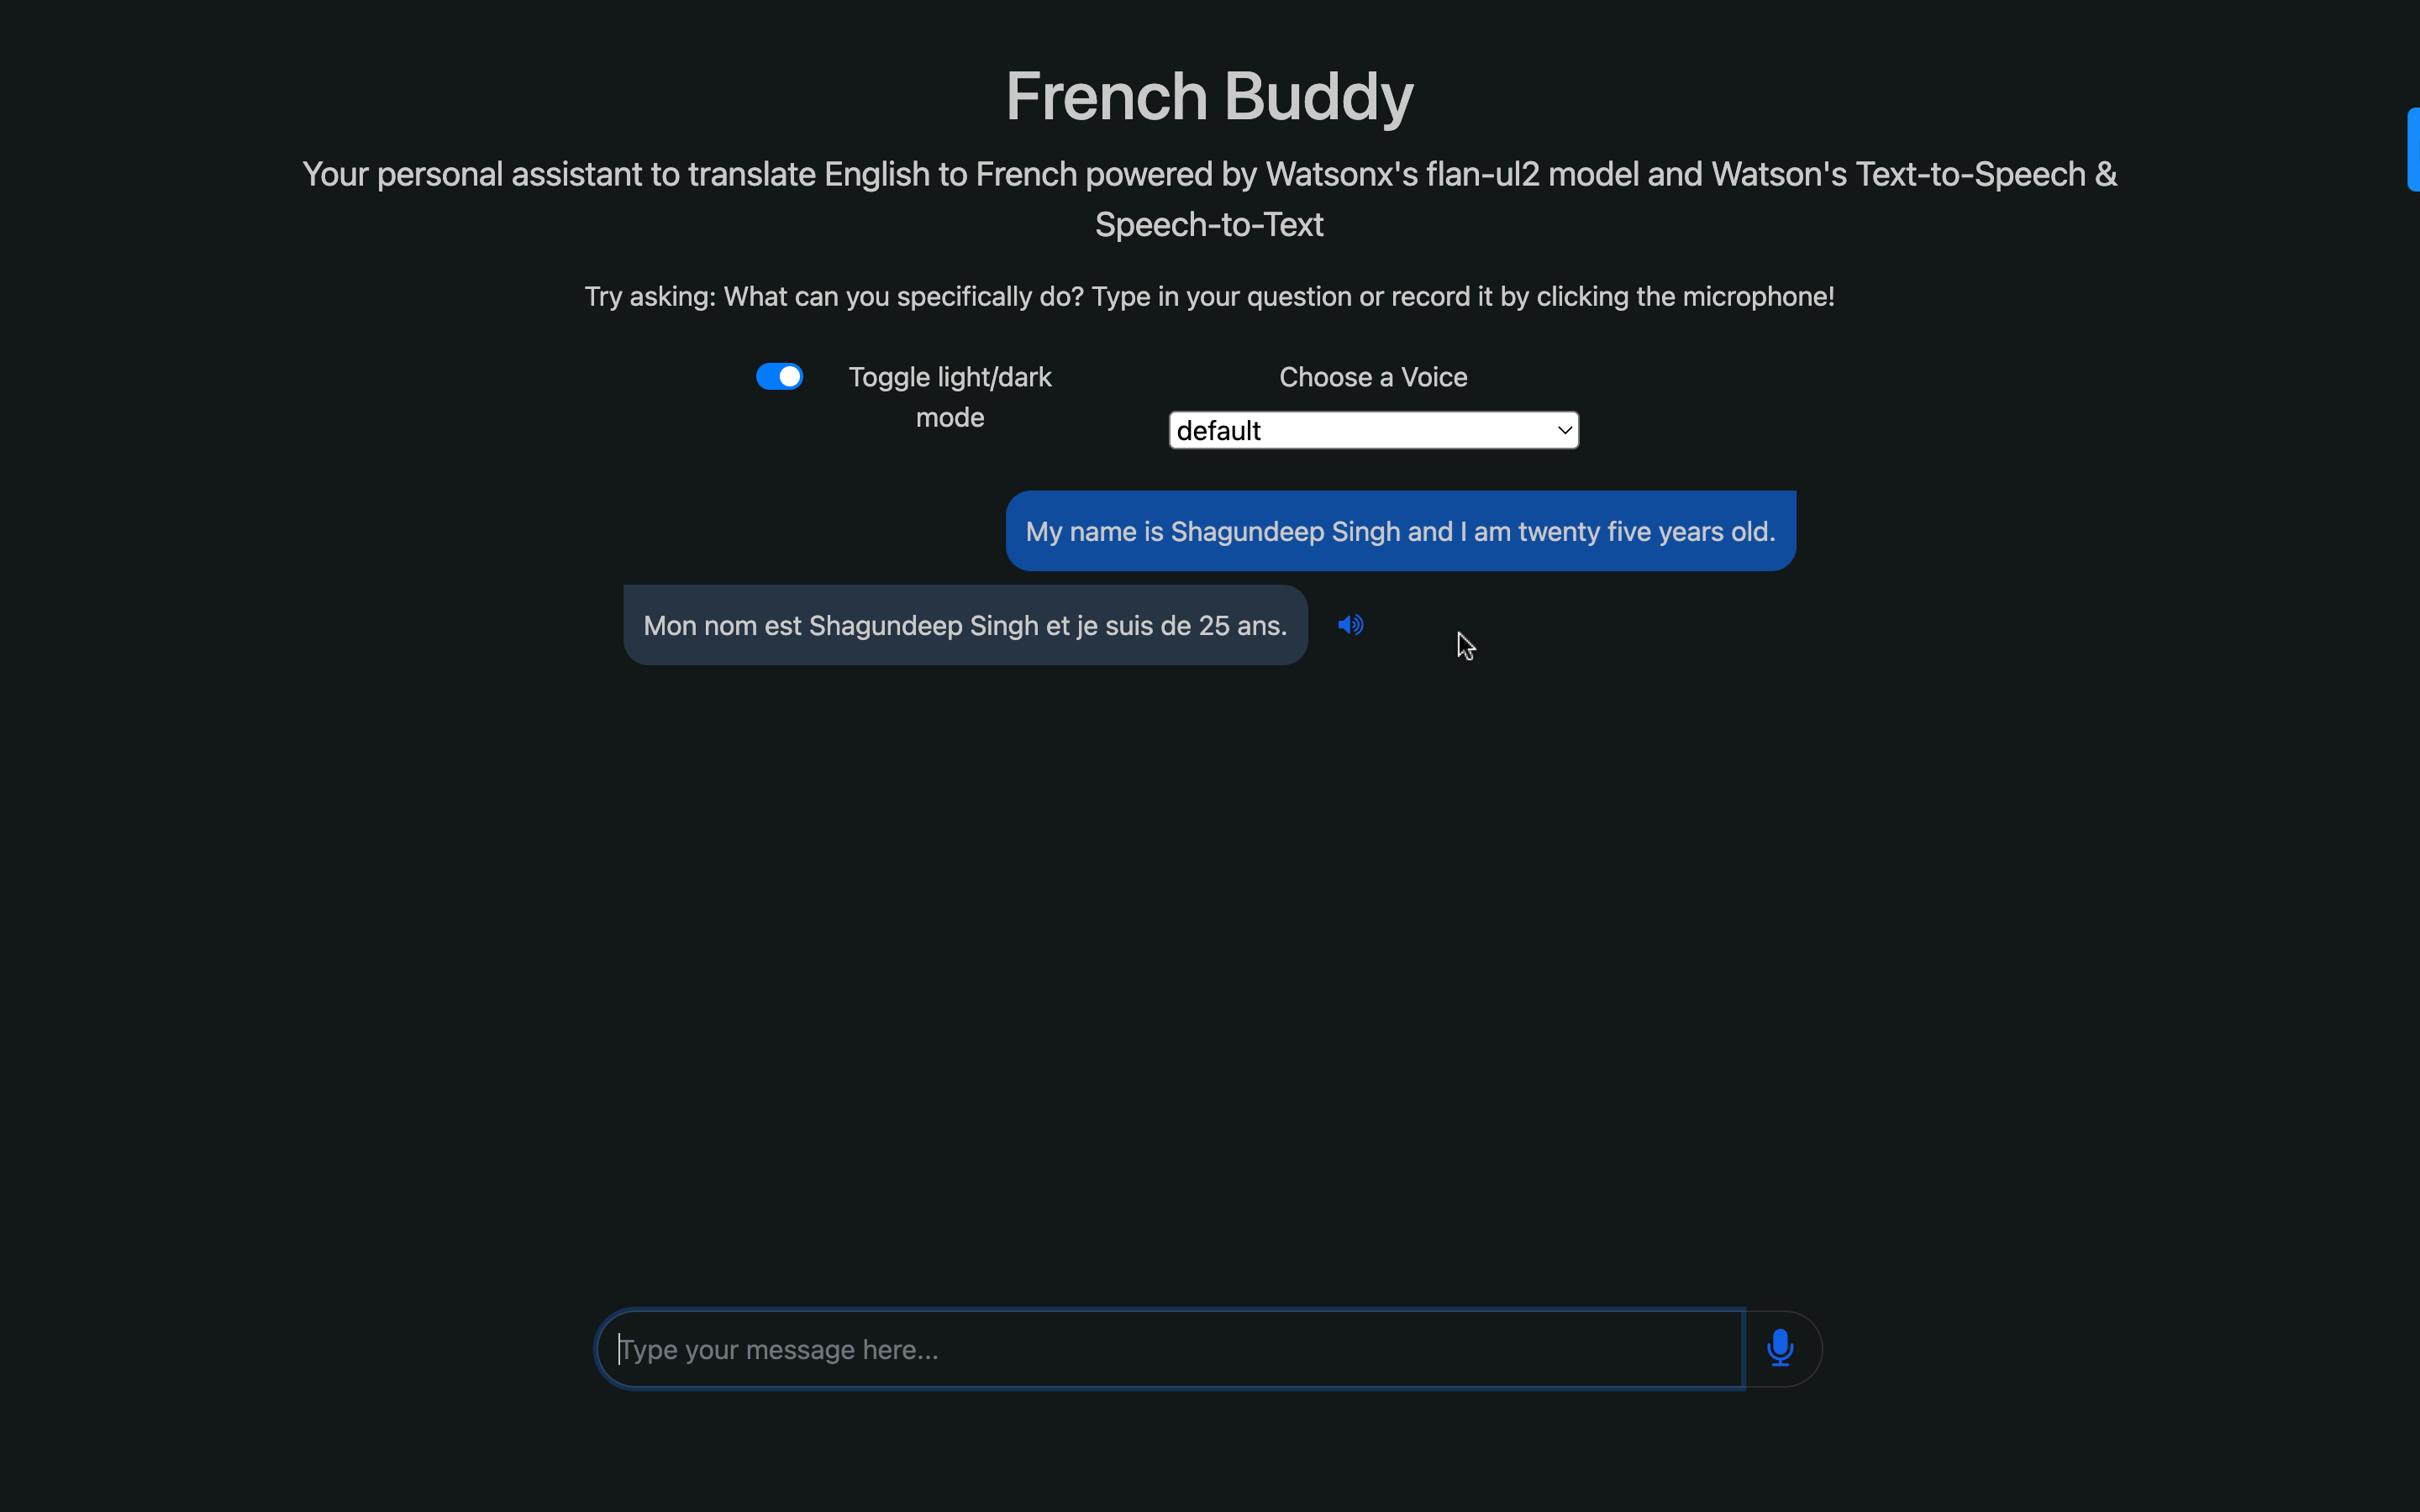 French Buddy
Your personal assistant to translate English to French powered by Watsonx's flan-ul2 model and Watson's Text-to-Speech &
Speech-to-Text
Try asking: What can you specifically do? Type in your question or record it by clicking the microphone!
Toggle light/dark
mode
Choose a Voice
default
My name is Shagundeep Singh and I am twenty five years old.
Mon nom est Shagundeep Singh et je suis de 25 ans.
Type your message here...